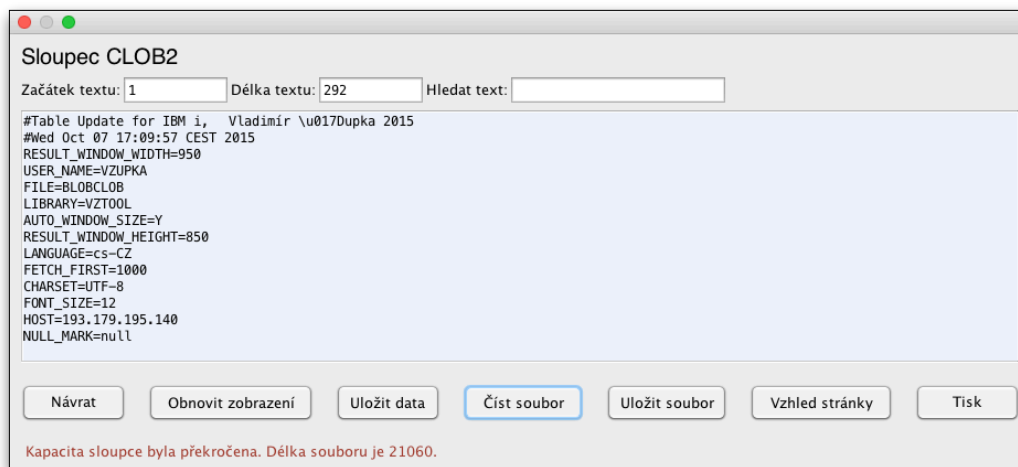 Sloupec CLOB2
Začátek textu: 1 Délka textu: 292 Hledat text:
#Table Update for IBM i,   Vladimír \u017Dupka 2015
#Wed Oct 07 17:09:57 CEST 2015
RESULT_WINDOW_WIDTH=950
USER_NAME=VZUPKA
FILE=BLOBCLOB
LIBRARY=VZTOOL
AUTO_WINDOW_SIZE=Y
RESULT_WINDOW_HEIGHT=850
LANGUAGE=cs-CZ
FETCH_FIRST=1000
CHARSET=UTF-8
FONT_SIZE=12
HOST=193.179.195.140
NULL_MARK=null
Návrat Obnovit zobrazení Uložit data Číst soubor Uložit soubor Vzhled stránky Tisk
Kapacita sloupce byla překročena. Délka souboru je 21060.